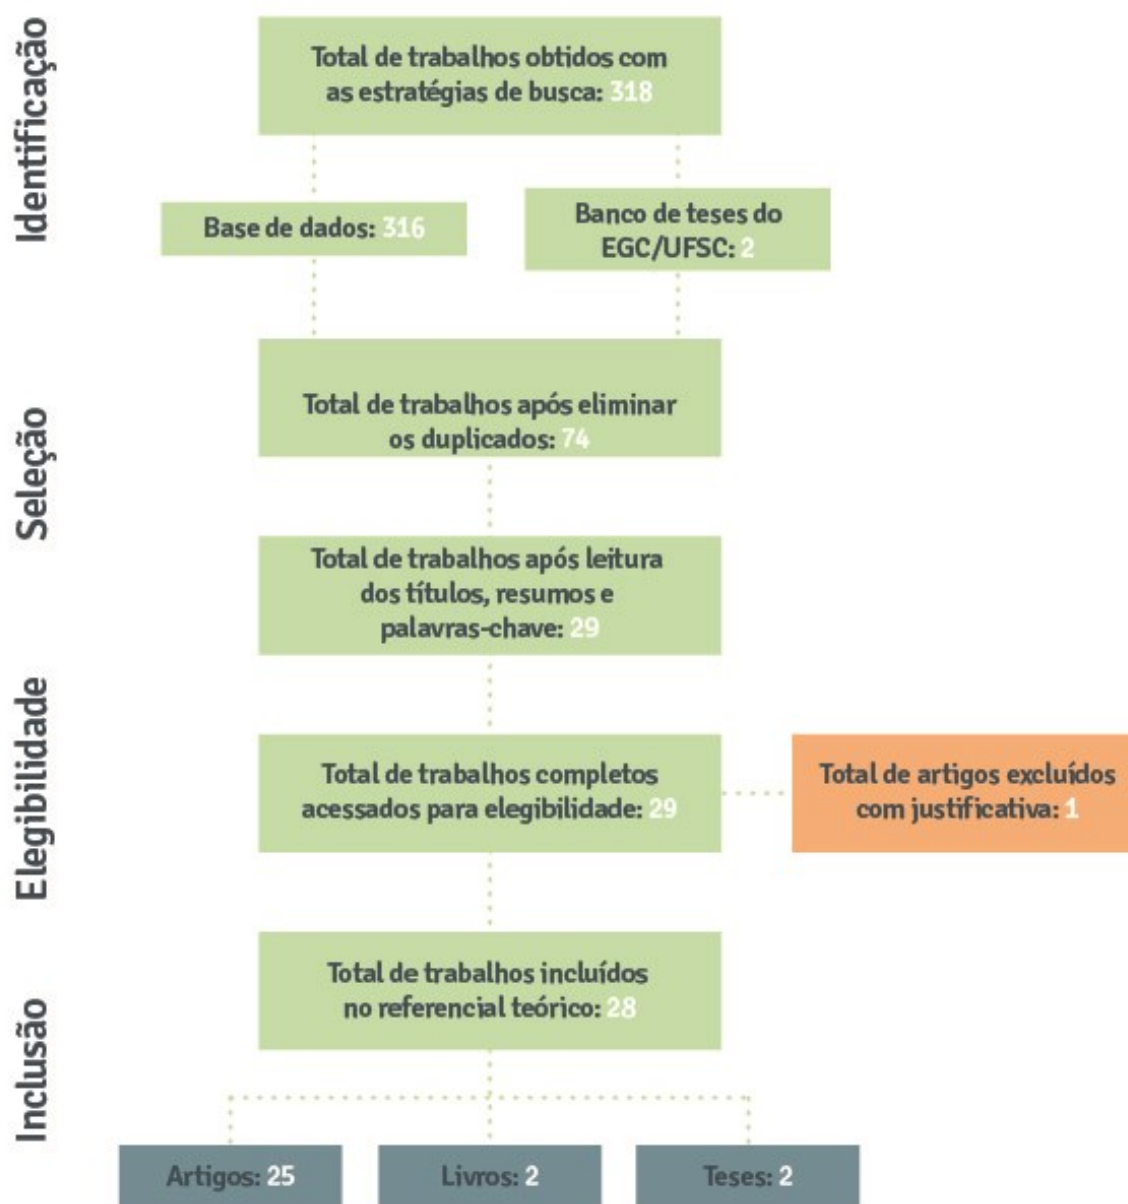 Identificação
Total de trabalhos obtidos com
as estratégias de busca: 318
Base de dados: 316
Banco de teses do
EGC/UFSC: 2
Seleção
Total de trabalhos após eliminar
os duplicados: 74
Total de trabalhos após leitura
dos títulos, resumos e
palavras-chave: 29
Elegibilidade
Total de trabalhos completos
acessados para elegibilidade: 29
Total de artigos excluídos
com justificativa: 1
Inclusão
Total de trabalhos incluídos
no referencial teórico: 28
Artigos: 25
Livros: 2
Teses: 2